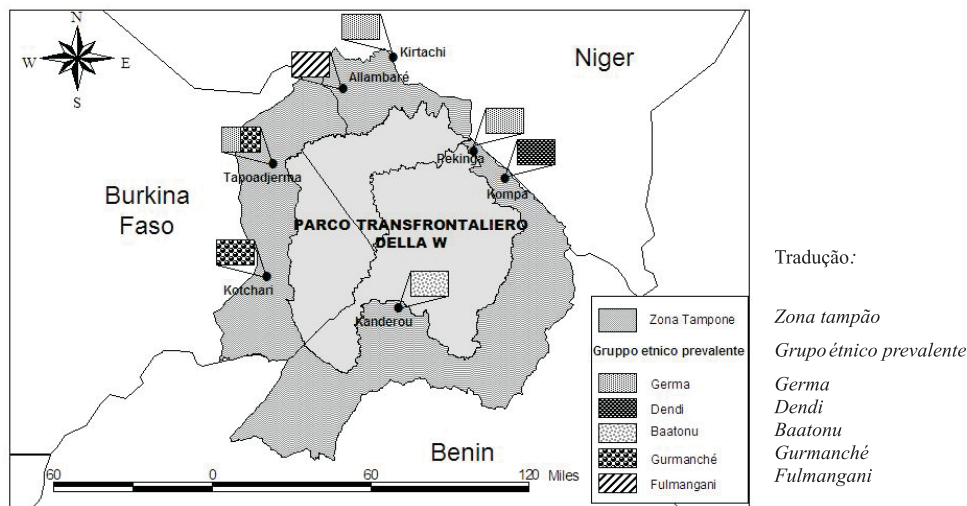 N
W
E
S
Kirtachi
Niger
Allambaré
Pekinga
Tapoadjerma
Kompa
Burkina
Faso
PARCO TRANSFRONTALIERO
DELLA W
Kotchari
Kanderou
Benin
60 0 60 120 Miles
Zona Tampone
Gruppo etnico prevalente
Germa
Dendi
Baatonu
Gurmanché
Fulmangani
Tradução:
Zona tampão
Grupo étnico prevalente
Germa
Dendi
Baatonu
Gurmanché
Fulmangani